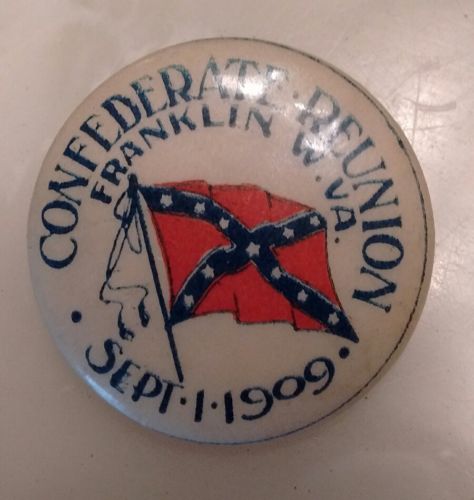 CONFEDERATE · REUNION
FRANKLIN W. VA.
· SEPT · 1 · 1909 ·